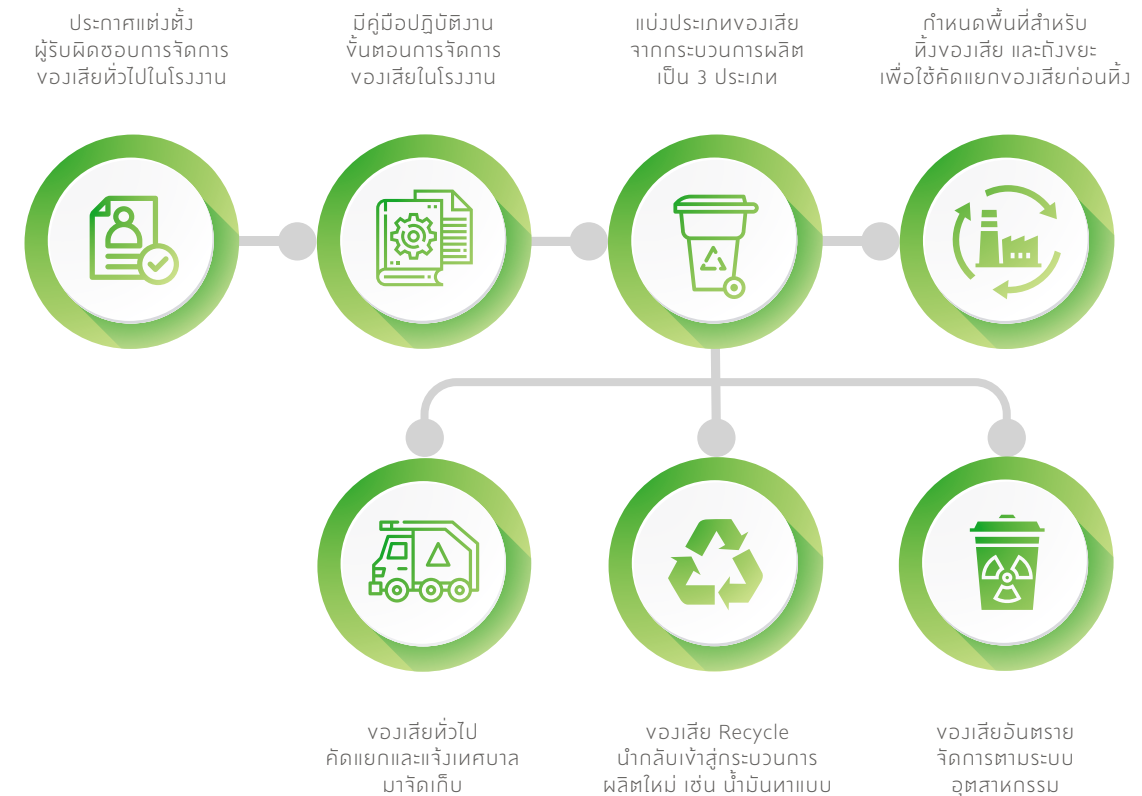 ประกาศแต่งตั้ง
ผู้รับผิดชอบการจัดการ
ของเสียทั่วไปในโรงงาน
มีคู่มือปฏิบัติงาน
ขั้นตอนการจัดการ
ของเสียในโรงงาน
แบ่งประเภทของเสีย
จากกระบวนการผลิต
เป็น 3 ประเภท
กำหนดพื้นที่สำหรับ
ทิ้งของเสีย และถังขยะ
เพื่อใช้คัดแยกของเสียก่อนทิ้ง
ของเสียทั่วไป
คัดแยกและแจ้งเทศบาล
มาจัดเก็บ
ของเสีย Recycle
นำกลับเข้าสู่กระบวนการ
ผลิตใหม่ เช่น น้ำมันทาแบบ
ของเสียอันตราย
จัดการตามระบบ
อุตสาหกรรม